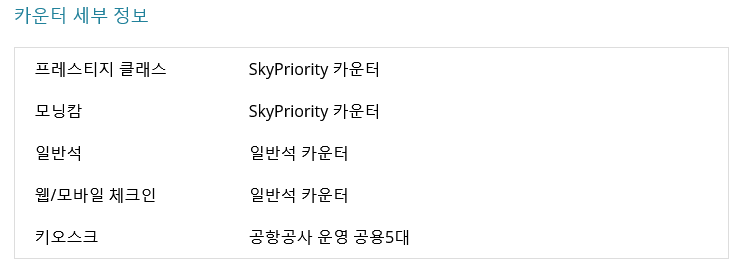 카운터 세부 정보
프레스티지 클래스 SkyPriority 카운터
모닝캄 SkyPriority 카운터
일반석 일반석 카운터
웹/모바일 체크인 일반석 카운터
키오스크 공항공사 운영 공용5대